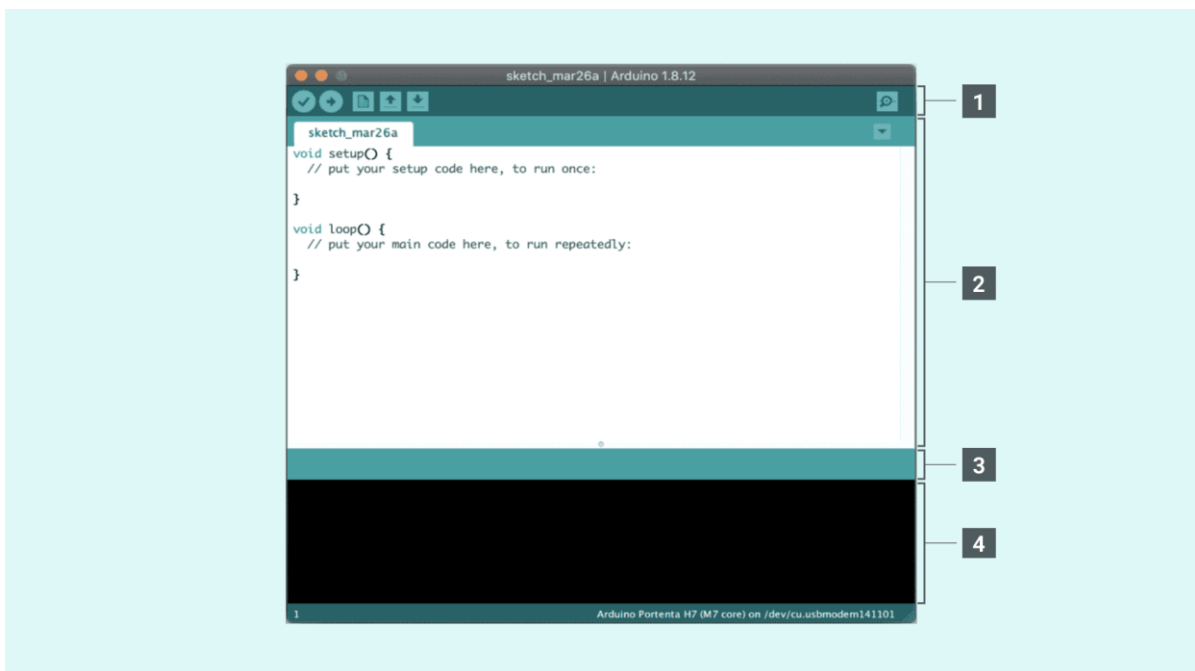 sketch_mar26a | Arduino 1.8.12
1
sketch_mar26a
void setup() {
// put your setup code here, to run once:
}
void loop() {
// put your main code here, to run repeatedly:
}
2
3
4
1
Arduino Portenta H7 (M7 core) on /dev/cu.usbmodem141101